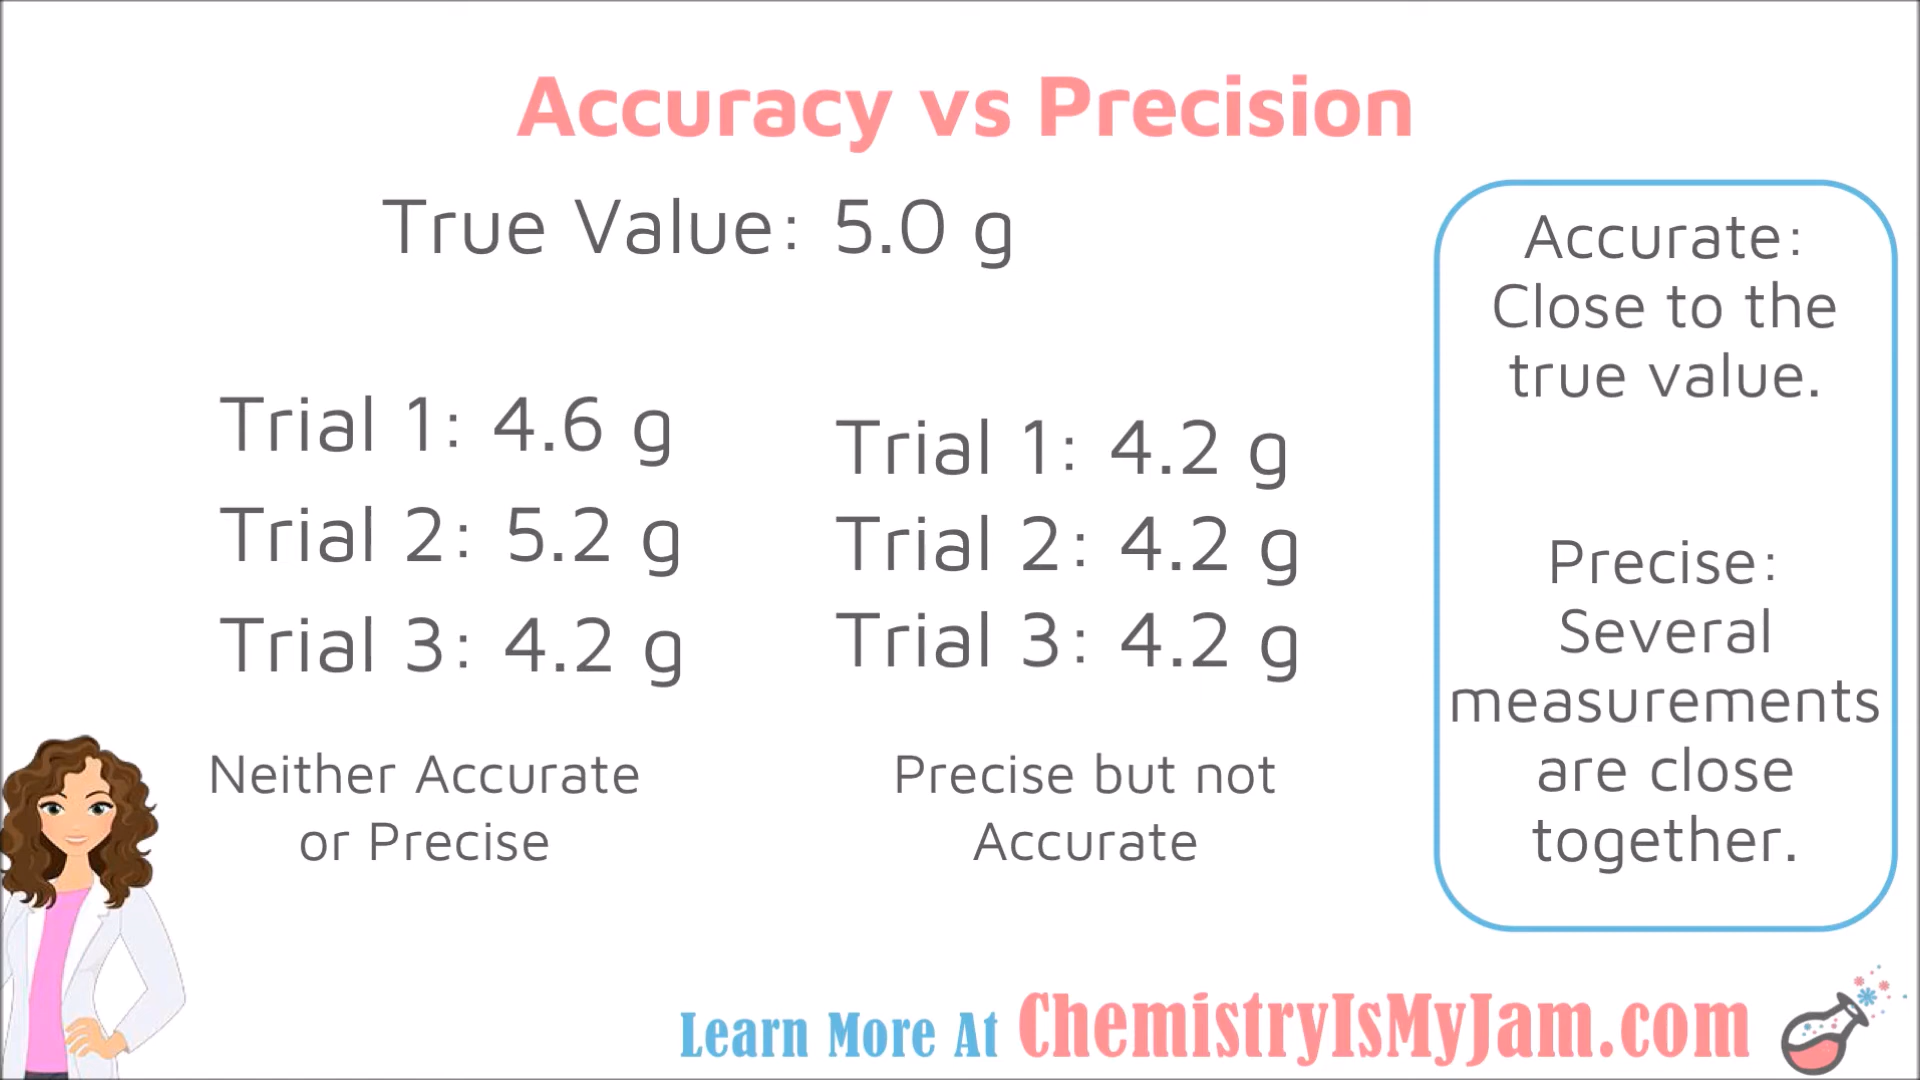 Accuracy vs Precision
True Value: 5.0 g
Trial 1: 4.6 g
Trial 2: 5.2 g
Trial 3: 4.2 g
Neither Accurate
or Precise
Trial 1: 4.2 g
Trial 2: 4.2 g
Trial 3: 4.2 g
Precise but not
Accurate
Accurate:
Close to the
true value.
Precise:
Several
measurements
are close
together.
Learn More At ChemistryIsMyJam.com